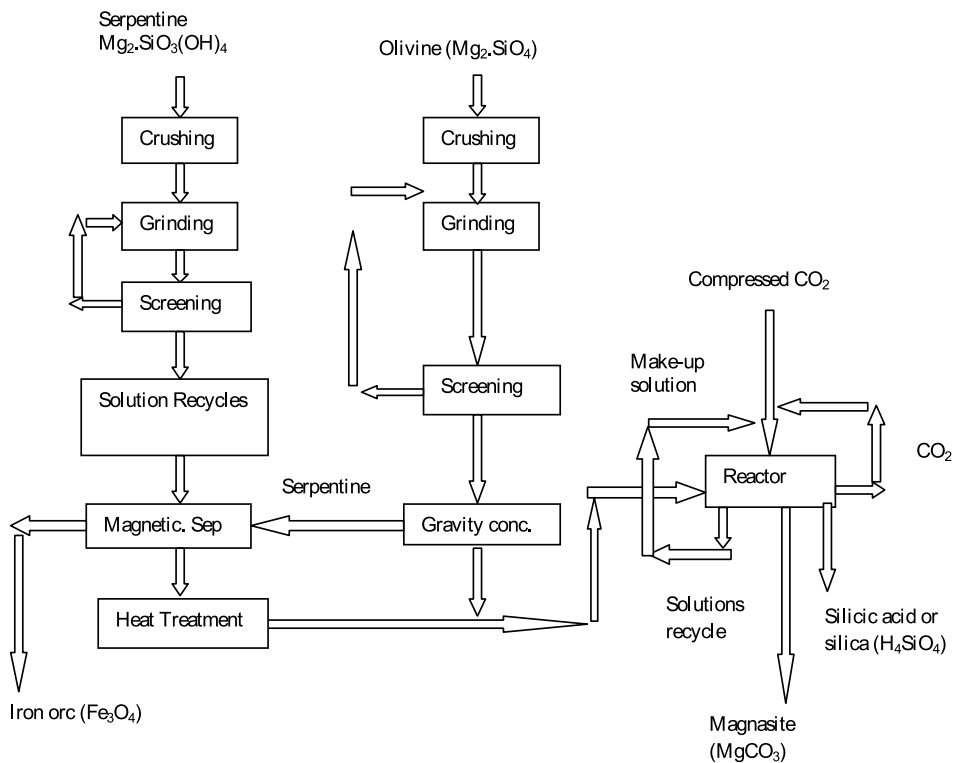 Serpentine
Mg₂.SiO₃(OH)₄
Olivine (Mg₂.SiO₄)
Crushing
Crushing
Grinding
Grinding
Screening
Compressed CO₂
Make-up
solution
Screening
Solution Recycles
CO₂
Reactor
Serpentine
Magnetic. Sep
Gravity conc.
Heat Treatment
Solutions
recycle
Silicic acid or
silica (H₄SiO₄)
Iron orc (Fe₃O₄)
Magnasite
(MgCO₃)